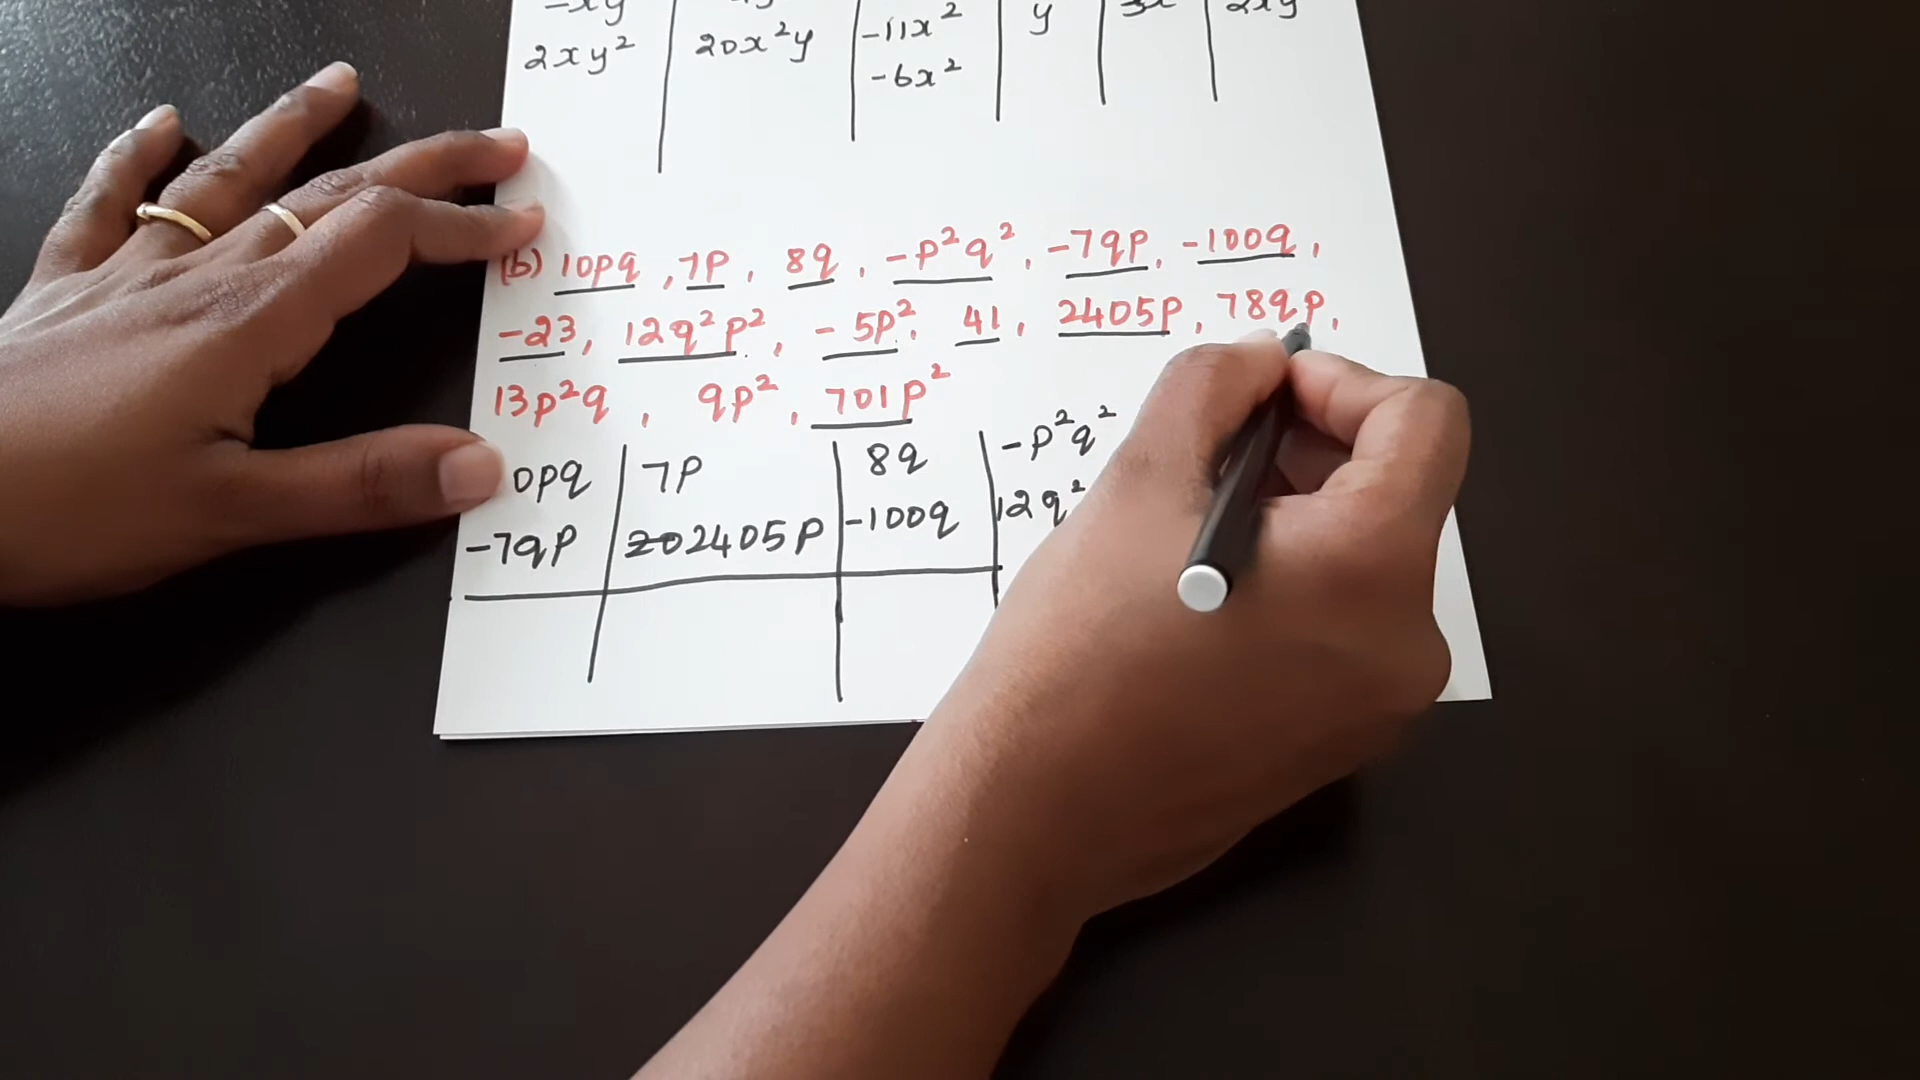 2xy² 20x²y -11x² y
-6x²
(b) 10pq, 7p, 8q, -p²q², -7qp, -100q,
-23, 12q²p², -5p², 41, 2405p, 78qp,
13p²q, qp², 701p²
0pq 7p 8q -p²q²
-7qp 202405p -100q 12q²